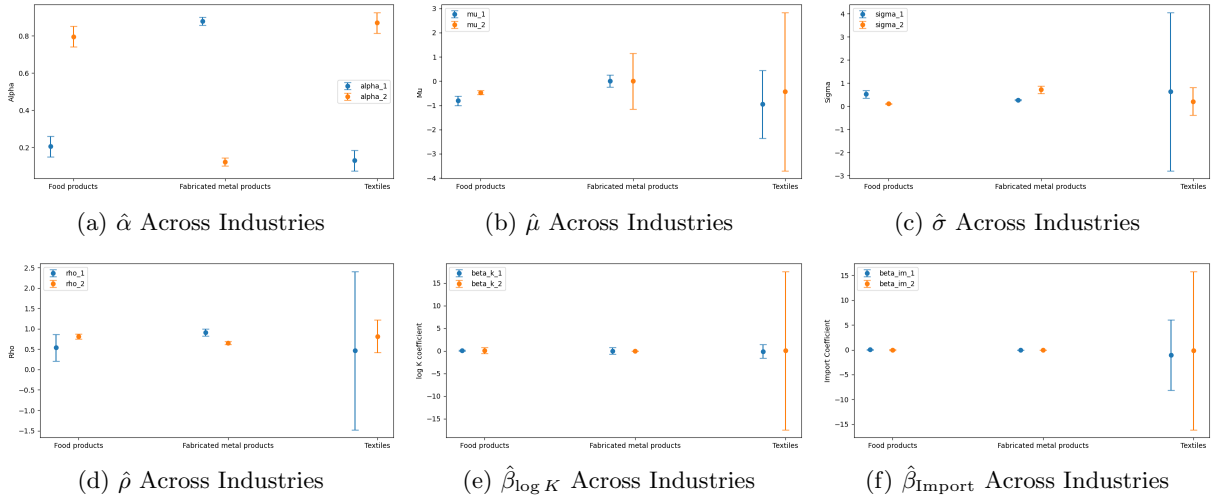 0.8
0.6
0.4
0.2
Alpha
alpha_1
alpha_2
Food products
Fabricated metal products
Textiles
(a) α̂ Across Industries
3
2
1
0
−1
−2
−3
−4
Mu
mu_1
mu_2
Food products
Fabricated metal products
Textiles
(b) μ̂ Across Industries
4
3
2
1
0
−1
−2
−3
Sigma
sigma_1
sigma_2
Food products
Fabricated metal products
Textiles
(c) σ̂ Across Industries
2.5
2.0
1.5
1.0
0.5
0.0
−0.5
−1.0
−1.5
Rho
rho_1
rho_2
Food products
Fabricated metal products
Textiles
(d) ρ̂ Across Industries
15
10
5
0
−5
−10
−15
log K coefficient
beta_k_1
beta_k_2
Food products
Fabricated metal products
Textiles
(e) β̂log K Across Industries
15
10
5
0
−5
−10
−15
Import Coefficient
beta_im_1
beta_im_2
Food products
Fabricated metal products
Textiles
(f) β̂Import Across Industries